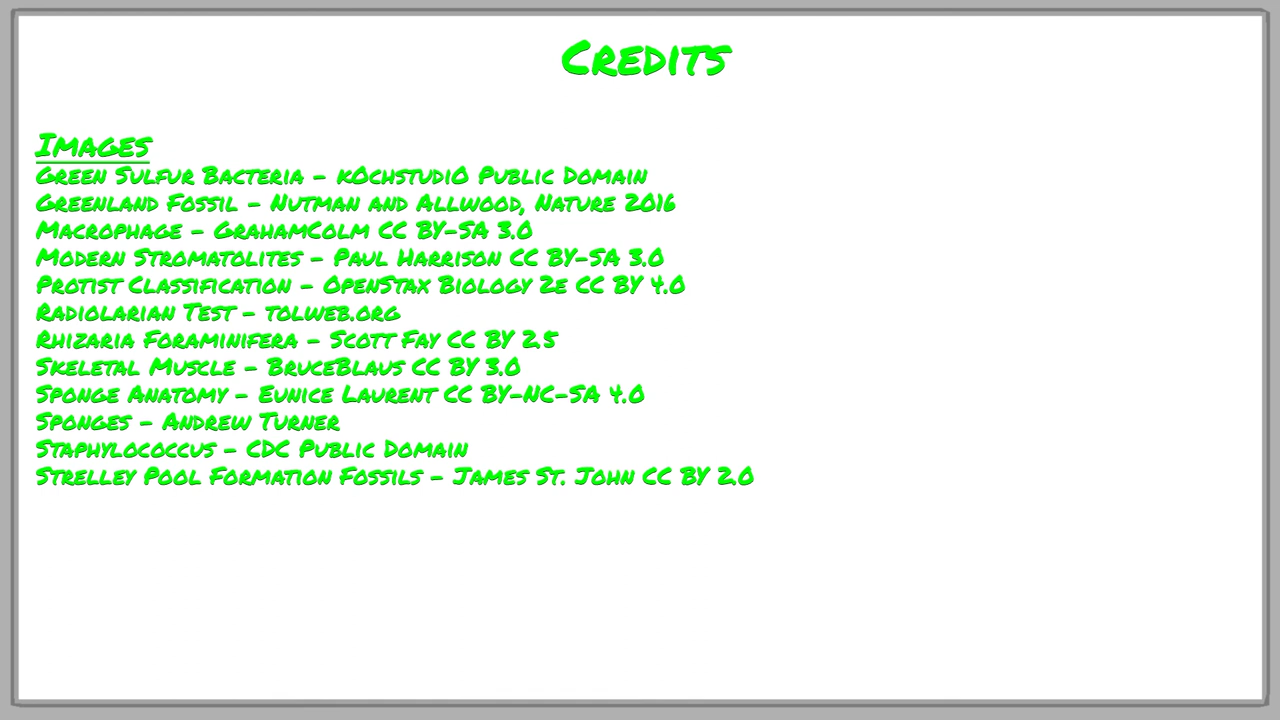 Credits
Images
Green Sulfur Bacteria - kOchstudiO Public Domain
Greenland Fossil - Nutman and Allwood, Nature 2016
Macrophage - GrahamColm CC BY-SA 3.0
Modern Stromatolites - Paul Harrison CC BY-SA 3.0
Protist Classification - OpenStax Biology 2e CC BY 4.0
Radiolarian Test - tolweb.org
Rhizaria Foraminifera - Scott Fay CC BY 2.5
Skeletal Muscle - BruceBlaus CC BY 3.0
Sponge Anatomy - Eunice Laurent CC BY-NC-SA 4.0
Sponges - Andrew Turner
Staphylococcus - CDC Public Domain
Strelley Pool Formation Fossils - James St. John CC BY 2.0